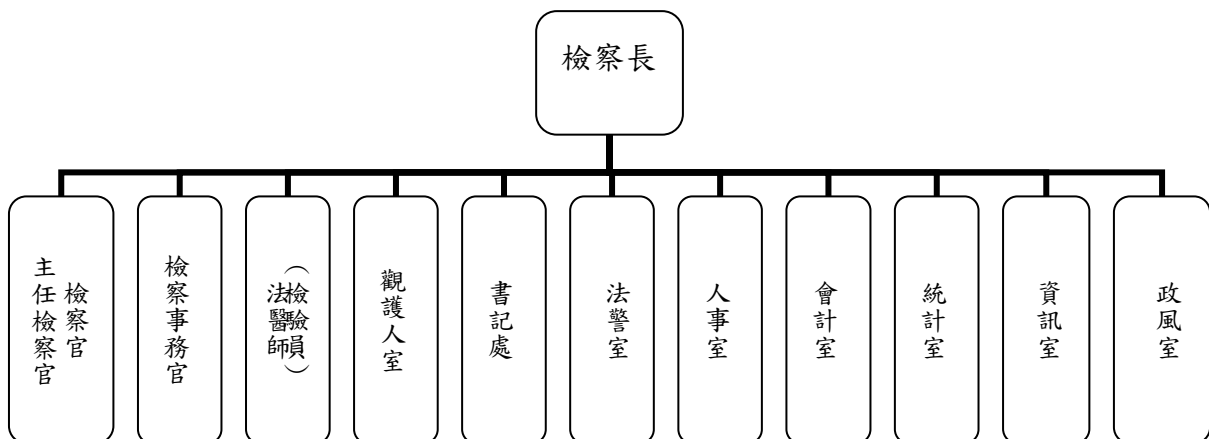 檢察長
主任檢察官
檢察官
檢察事務官
法醫師
（檢驗員）
觀護人室
書記處
法警室
人事室
會計室
統計室
資訊室
政風室